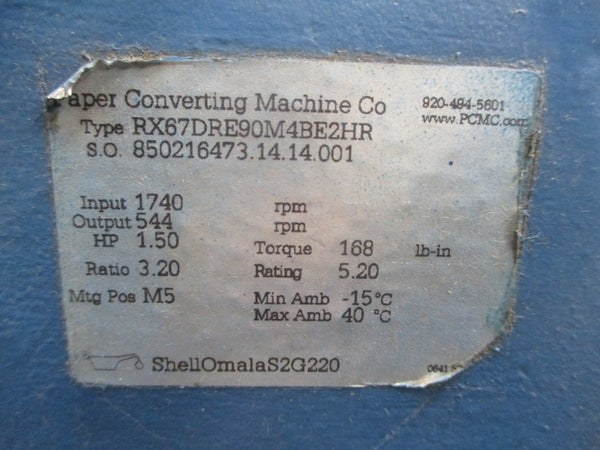 Paper Converting Machine Co 920-494-5601
Type RX67DRE90M4BE2HR www.PCMC.com
S.O. 850216473.14.14.001
Input 1740 rpm
Output 544 rpm
HP 1.50 Torque 168 lb-in
Ratio 3.20 Rating 5.20
Mtg Pos M5 Min Amb -15°C
Max Amb 40 °C
ShellOmalaS2G220 0641